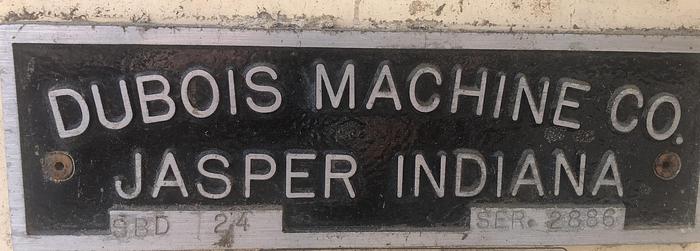 DUBOIS MACHINE CO.
JASPER INDIANA
SBD 24 SER. 2886